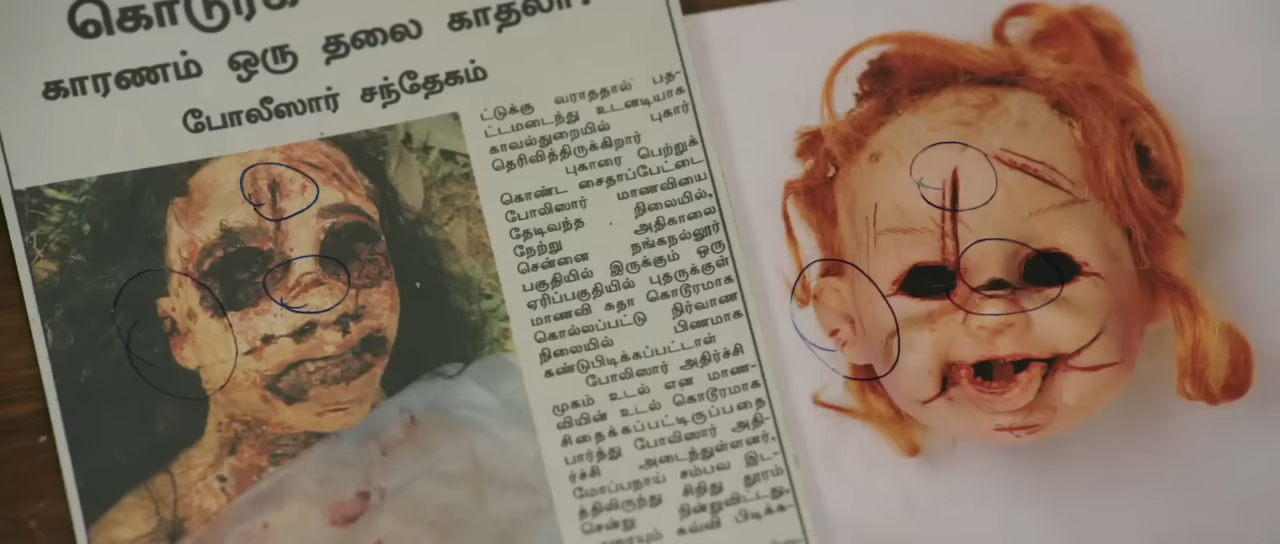 கொடூரக்
காரணம் ஒரு தலை காதலா?
போலீஸார் சந்தேகம்
ட்டுக்கு வராததால் பத-
ட்டமடைந்து உடனடியாக
காவல்துறையில் புகார்
தெரிவித்திருக்கிறார்
புகாரை பெற்றுக்
கொண்ட சைதாப்பேட்டை
போலிஸார் மாணவியை
தேடிவந்த நிலையில்,
நேற்று அதிகாலை
சென்னை நங்கநல்லூர்
பகுதியில் இருக்கும் ஒரு
ஏரிப்பகுதியில் புதருக்குள்
மாணவி சுதா கொடூரமாக
கொல்லப்பட்டு நிர்வாண
நிலையில் பிணமாக
கண்டுபிடிக்கப்பட்டாள்
போலிஸார் அதிர்ச்சி
முகம் உடல் என மாண-
வியின் உடல் கொடூரமாக
சிதைக்கப்பட்டிருப்பதை
பார்த்து போலிஸார் அதி-
ர்ச்சி அடைந்துள்ளனர்.
மோப்பநாய் சம்பவ இட-
த்திலிருந்து சிறிது தூரம்
சென்று நின்றுவிட்டது.
கவ்வி பிடிக்க-